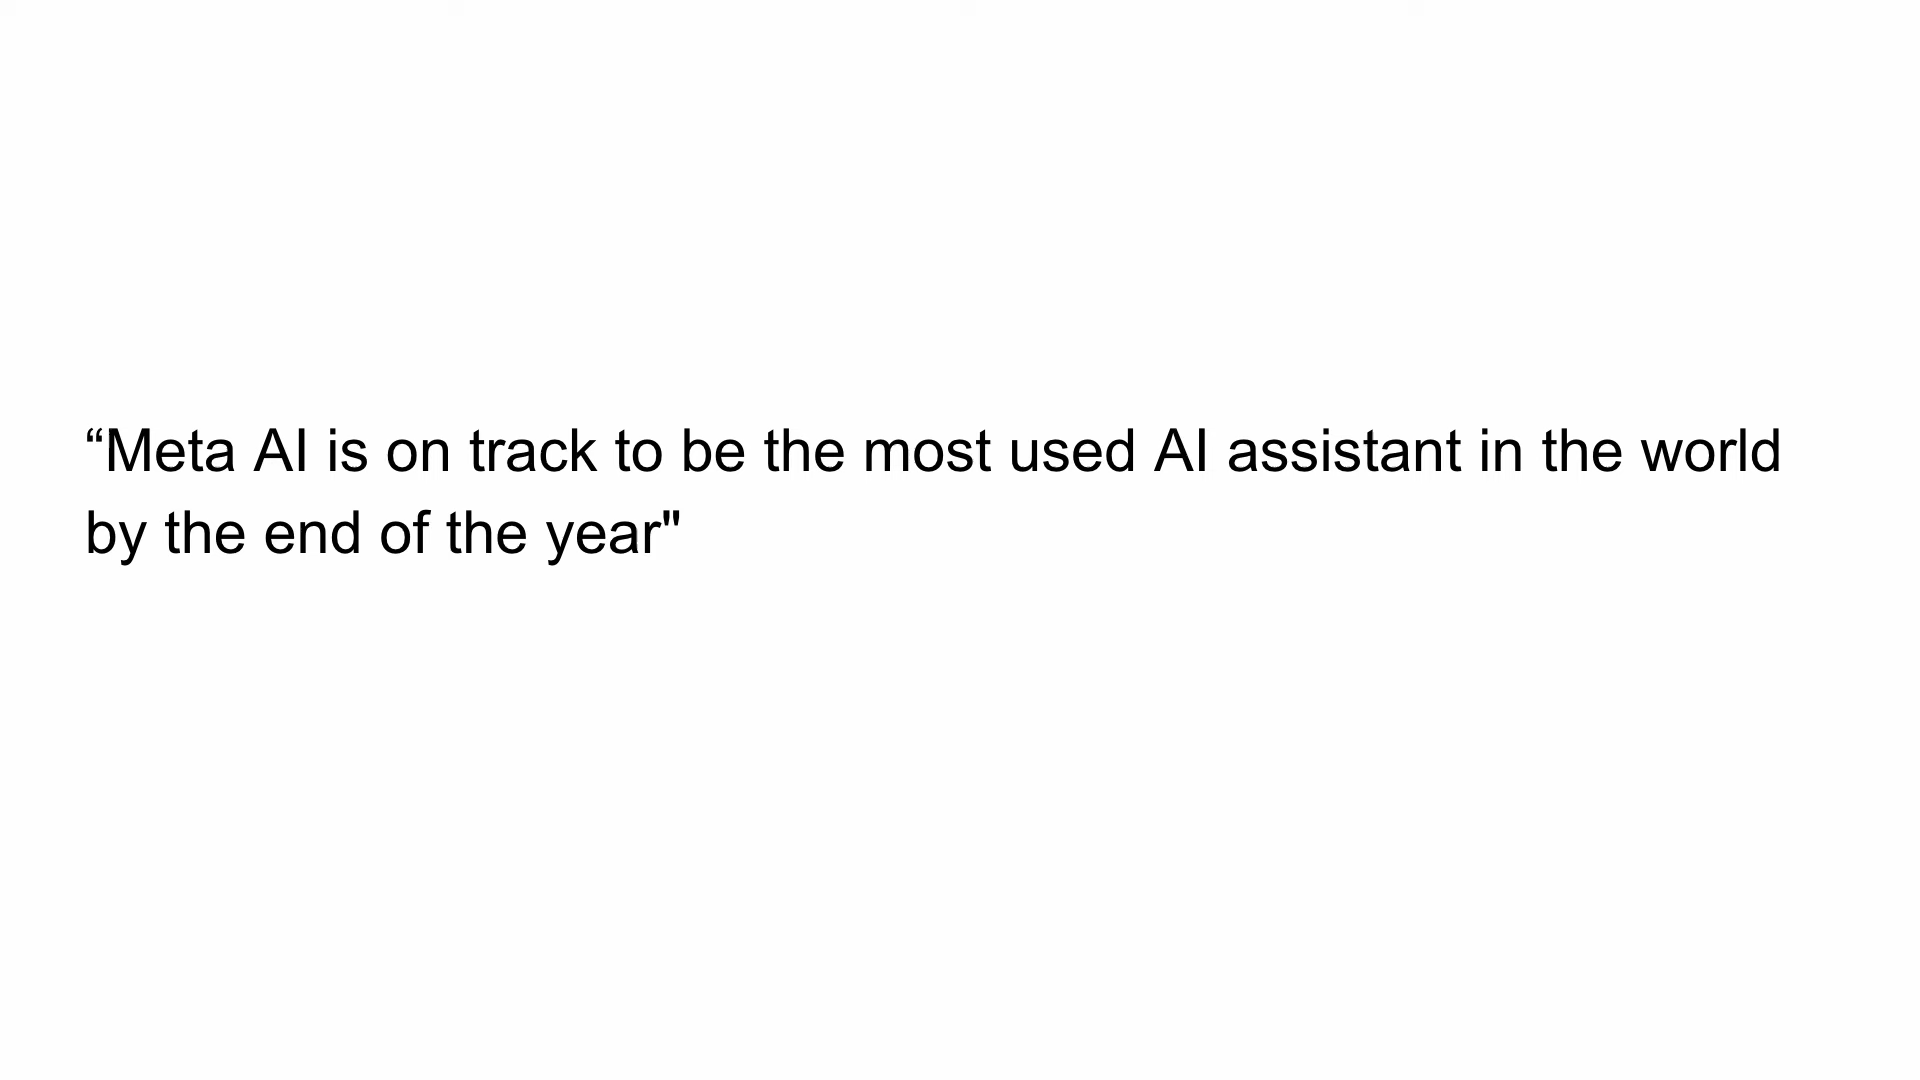 “Meta AI is on track to be the most used AI assistant in the world
by the end of the year"